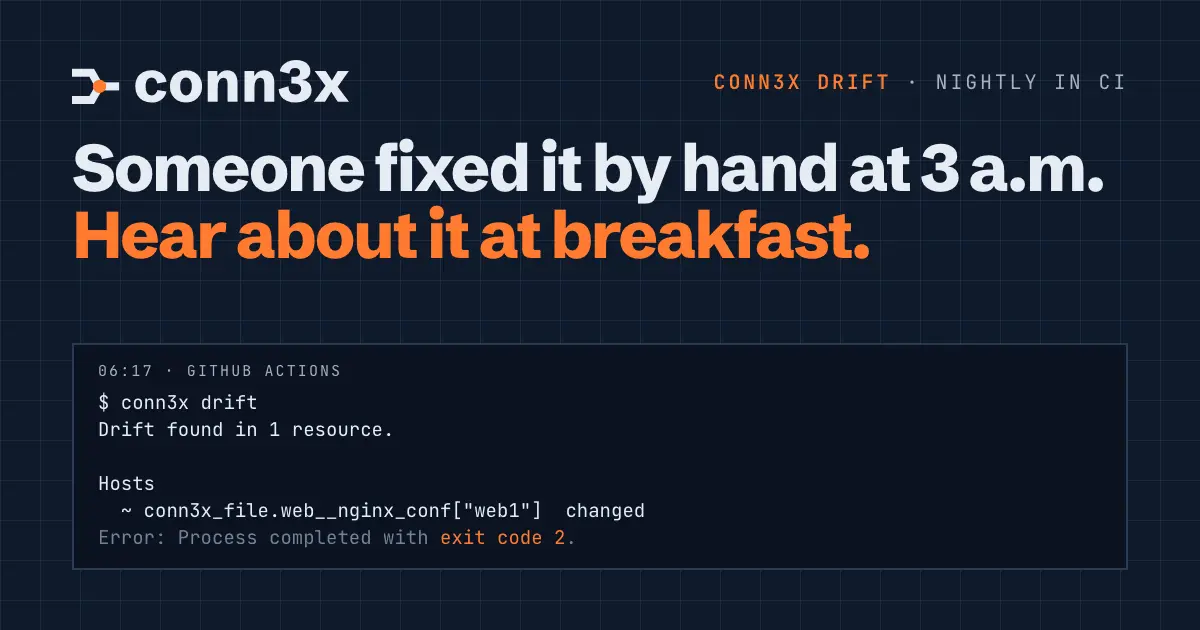 conn3x
CONN3X DRIFT · NIGHTLY IN CI
Someone fixed it by hand at 3 a.m.
Hear about it at breakfast.
06:17 · GITHUB ACTIONS
$ conn3x drift
Drift found in 1 resource.
Hosts
~ conn3x_file.web__nginx_conf["web1"]  changed
Error: Process completed with exit code 2.